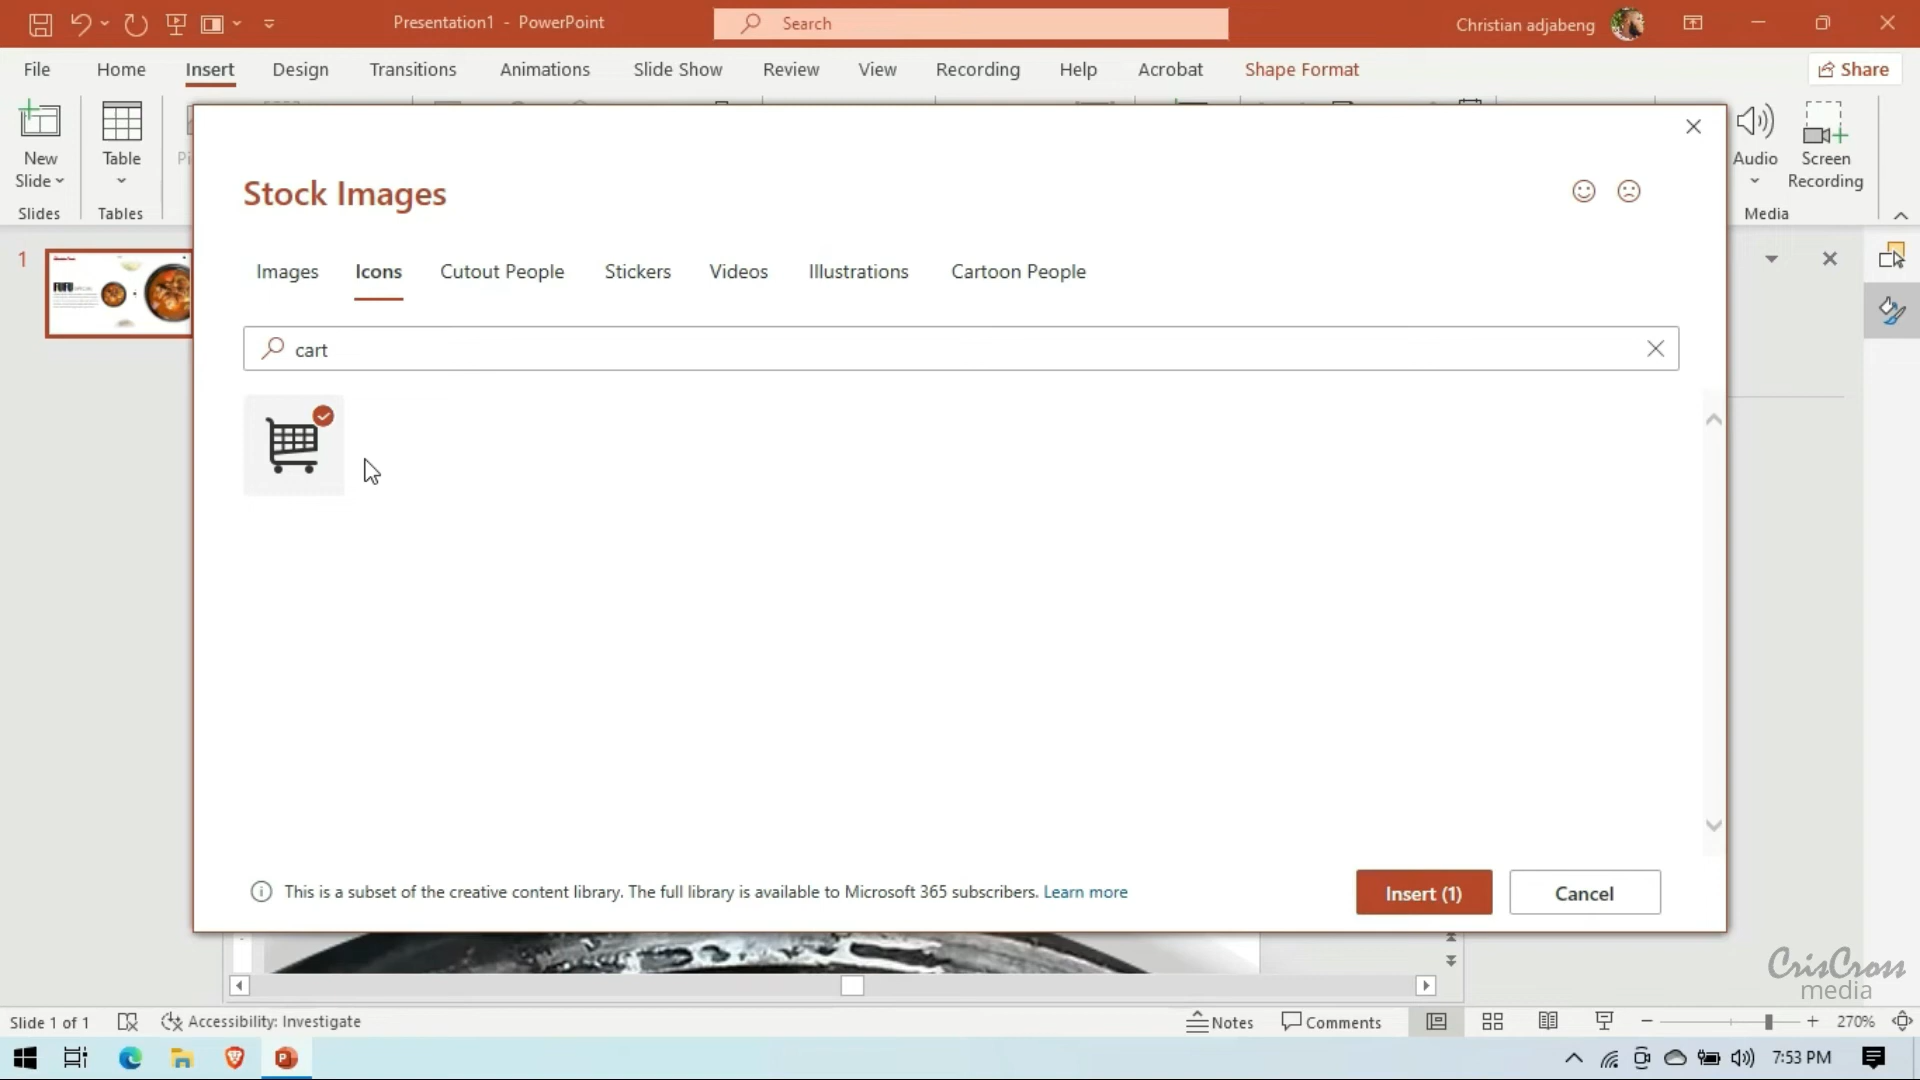 Presentation1 - PowerPoint
Search
Christian adjabeng
File Home Insert Design Transitions Animations Slide Show Review View Recording Help Acrobat Shape Format Share
New Slide
Table
Audio
Screen Recording
Slides
Tables
Media
1
Stock Images
Images Icons Cutout People Stickers Videos Illustrations Cartoon People
cart
This is a subset of the creative content library. The full library is available to Microsoft 365 subscribers. Learn more
Insert (1)
Cancel
CrisCross
media
Slide 1 of 1
Accessibility: Investigate
Notes
Comments
270%
7:53 PM